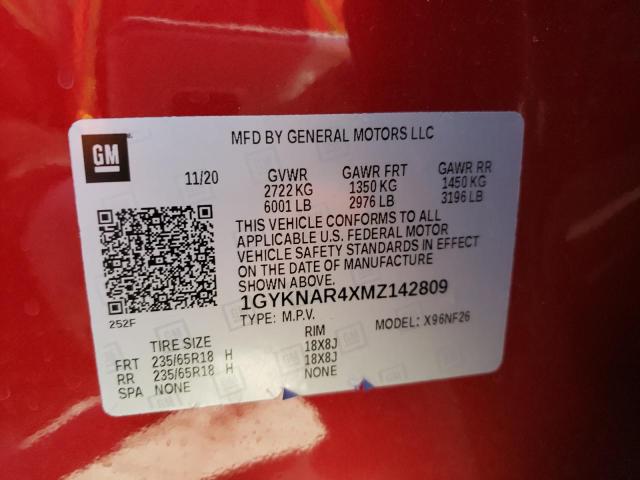 GM
MFD BY GENERAL MOTORS LLC
11/20 GVWR GAWR FRT GAWR RR
2722 KG 1350 KG 1450 KG
6001 LB 2976 LB 3196 LB
THIS VEHICLE CONFORMS TO ALL
APPLICABLE U.S. FEDERAL MOTOR
VEHICLE SAFETY STANDARDS IN EFFECT
ON THE DATE OF MANUFACTURE
SHOWN ABOVE.
1GYKNAR4XMZ142809
252F
TYPE: M.P.V. MODEL: X96NF26
TIRE SIZE RIM
FRT 235/65R18 H 18X8J
RR 235/65R18 H 18X8J
SPA NONE NONE